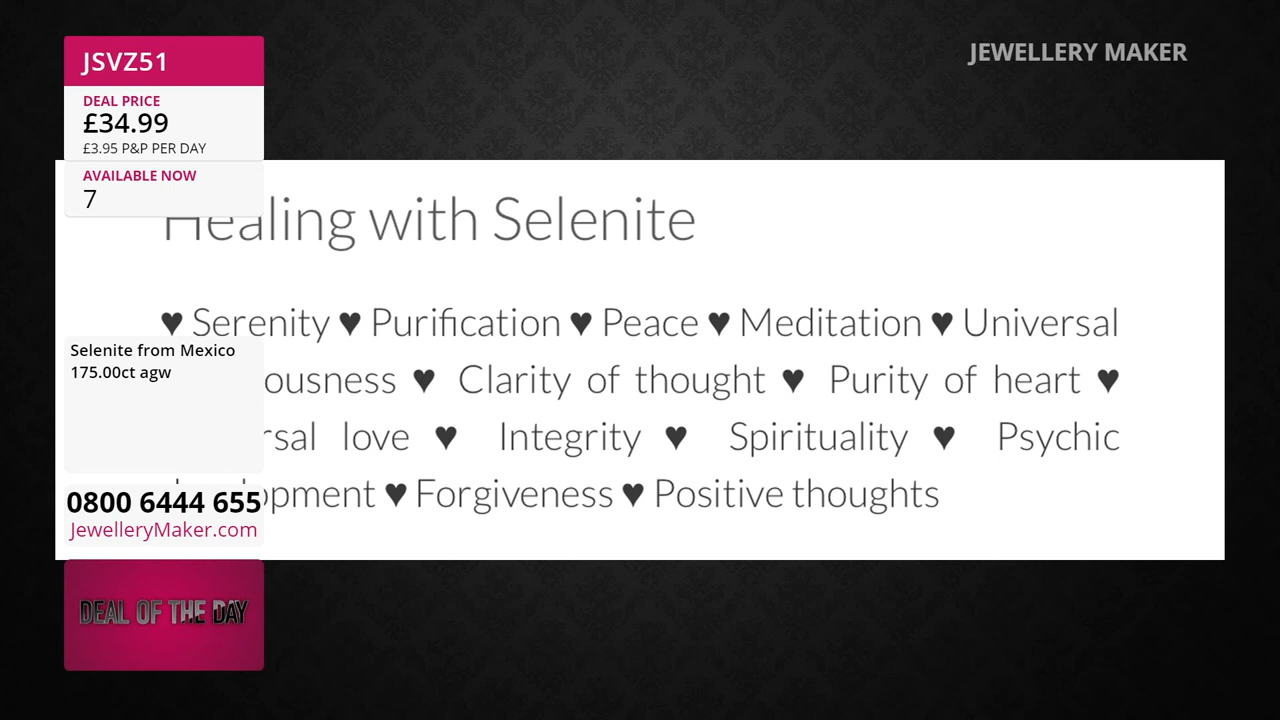 JSVZ51
DEAL PRICE
£34.99
£3.95 P&P PER DAY
AVAILABLE NOW
7
JEWELLERY MAKER
Healing with Selenite
♥ Serenity ♥ Purification ♥ Peace ♥ Meditation ♥ Universal
ousness ♥ Clarity of thought ♥ Purity of heart ♥
rsal love ♥ Integrity ♥ Spirituality ♥ Psychic
opment ♥ Forgiveness ♥ Positive thoughts
Selenite from Mexico
175.00ct agw
0800 6444 655
JewelleryMaker.com
DEAL OF THE DAY